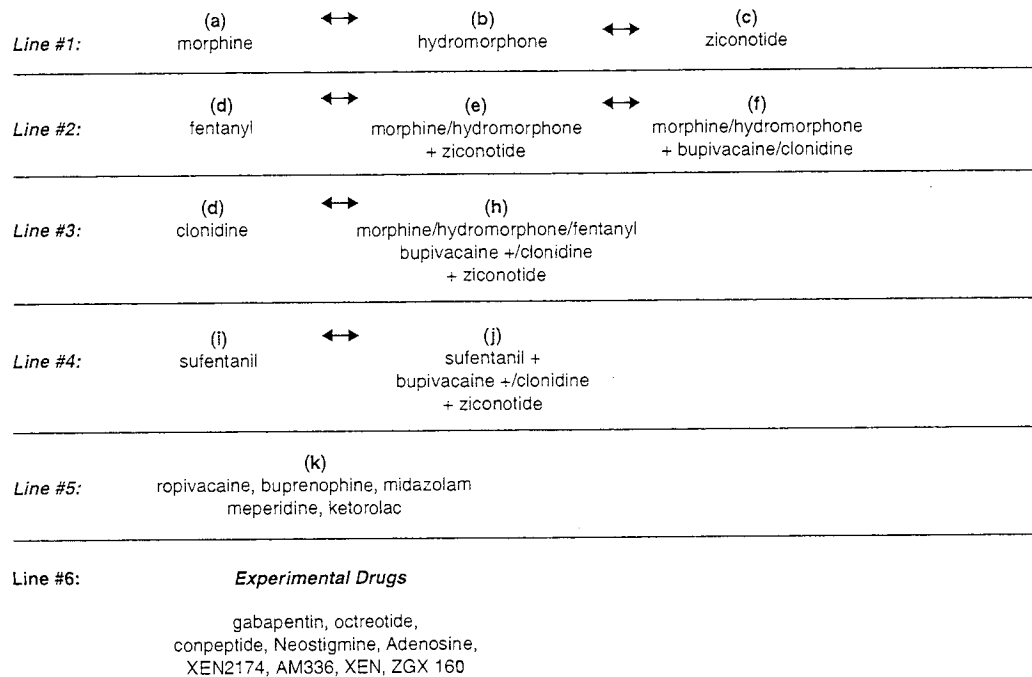 (a) ↔ (b) ↔ (c)
Line #1: morphine hydromorphone ziconotide
(d) ↔ (e) ↔ (f)
Line #2: fentanyl morphine/hydromorphone morphine/hydromorphone
+ ziconotide + bupivacaine/clonidine
(d) ↔ (h)
Line #3: clonidine morphine/hydromorphone/fentanyl
bupivacaine +/clonidine
+ ziconotide
(i) ↔ (j)
Line #4: sufentanil sufentanil +
bupivacaine +/clonidine
+ ziconotide
(k)
Line #5: ropivacaine, buprenophine, midazolam
meperidine, ketorolac
Line #6: Experimental Drugs
gabapentin, octreotide,
conpeptide, Neostigmine, Adenosine,
XEN2174, AM336, XEN, ZGX 160